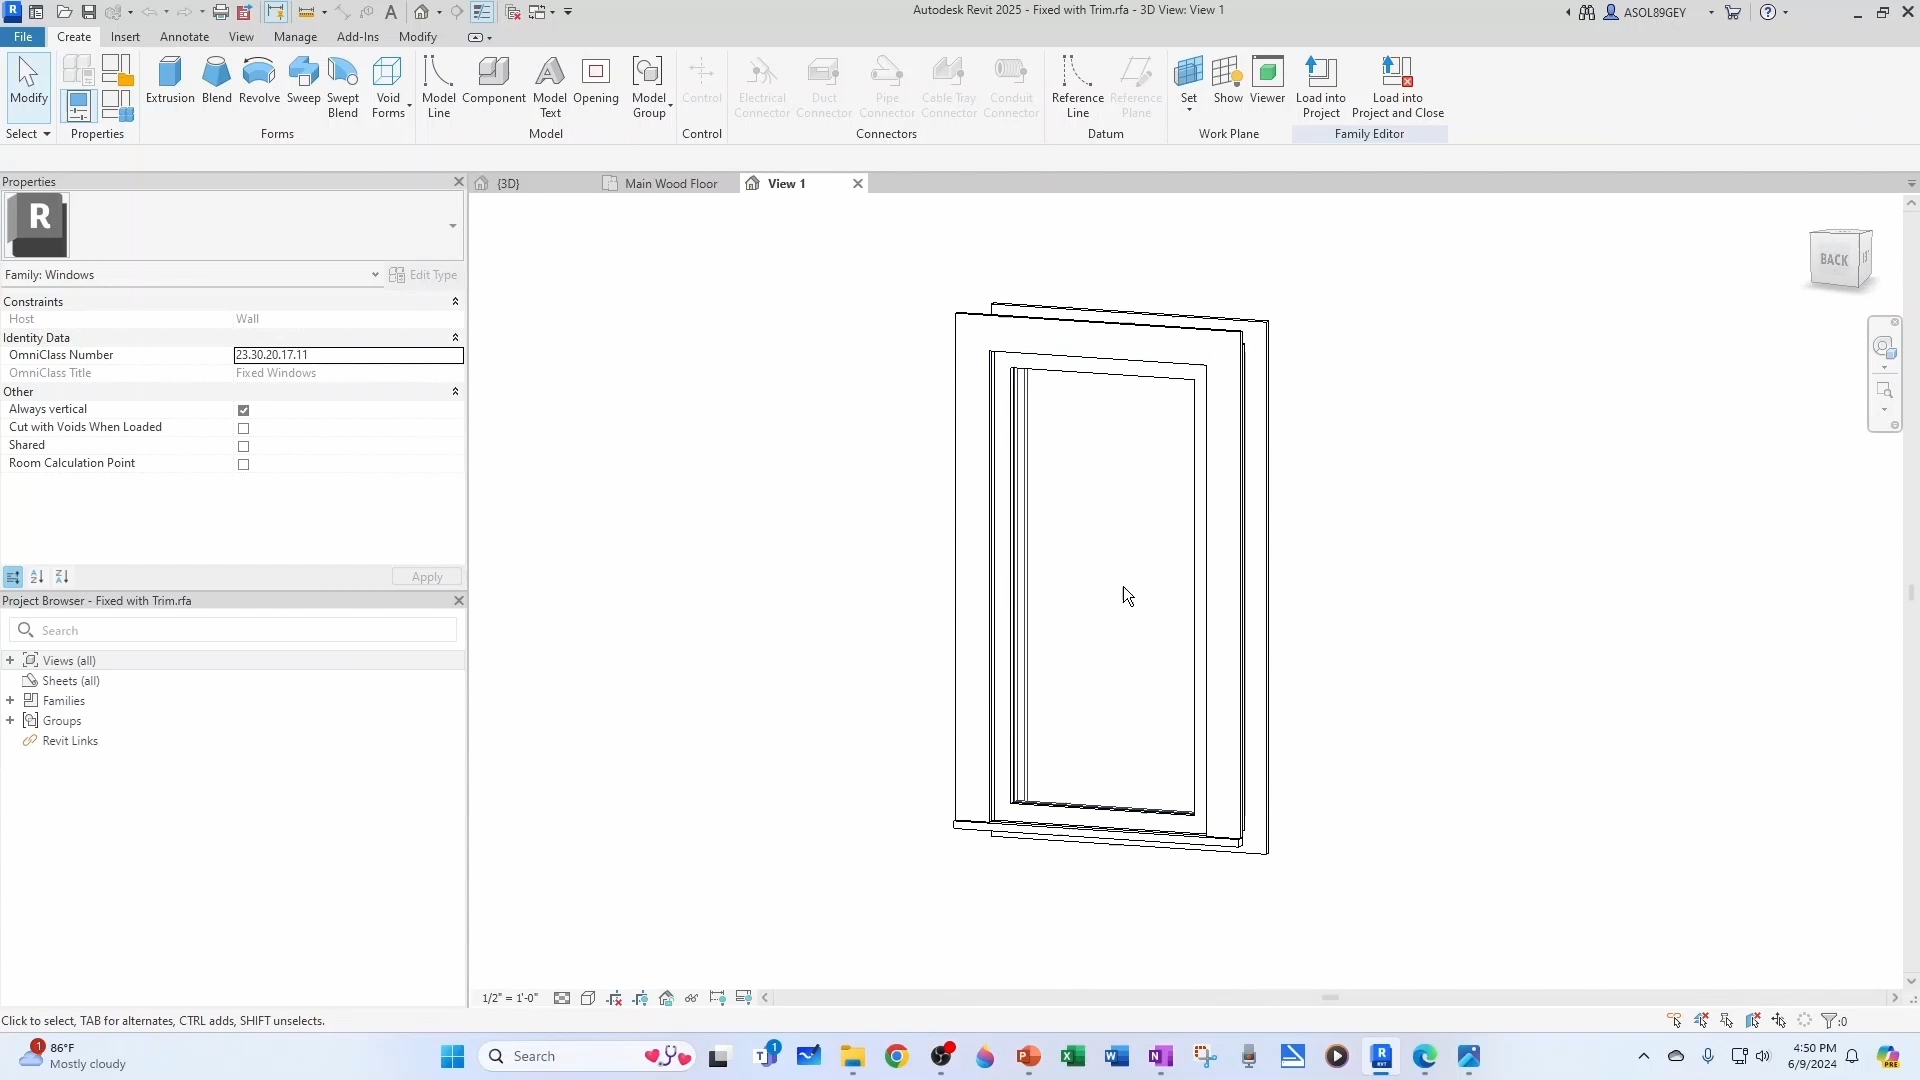 Autodesk Revit 2025 - Fixed with Trim.rfa - 3D View: View 1
ASOL89GEY
File Create Insert Annotate View Manage Add-Ins Modify
Modify
Select
Properties
Extrusion Blend Revolve Sweep Swept Blend Void Forms
Forms
Model Line Component Model Text Opening Model Group
Model
Control
Control
Electrical Connector Duct Connector Pipe Connector Cable Tray Connector Conduit Connector
Connectors
Reference Line Reference Plane
Datum
Set Show Viewer
Work Plane
Load into Project Load into Project and Close
Family Editor
Properties
R
Family: Windows
Edit Type
Constraints
Host Wall
Identity Data
OmniClass Number 23.30.20.17.11
OmniClass Title Fixed Windows
Other
Always vertical
Cut with Voids When Loaded
Shared
Room Calculation Point
Apply
Project Browser - Fixed with Trim.rfa
Search
Views (all)
Sheets (all)
Families
Groups
Revit Links
{3D} Main Wood Floor View 1
BACK
1/2" = 1'-0"
Click to select, TAB for alternates, CTRL adds, SHIFT unselects.
:0
1
86°F
Mostly cloudy
Search
1
4:50 PM
6/9/2024